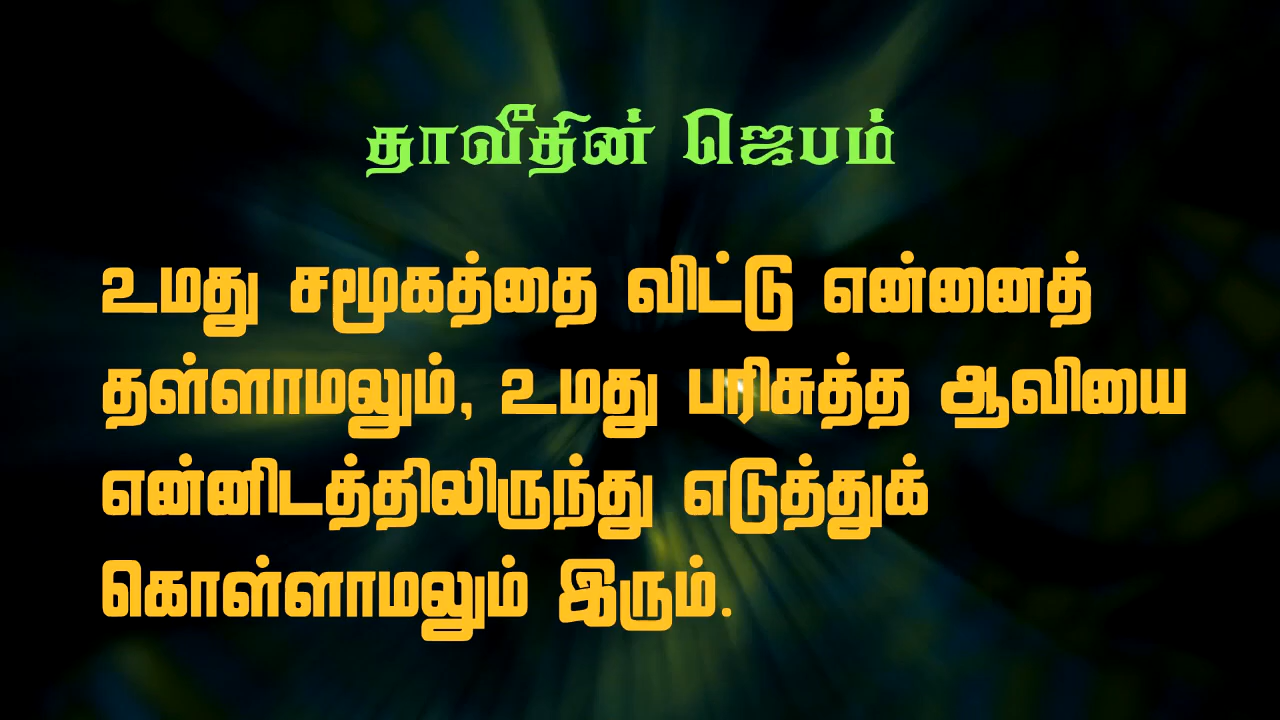 தாவீதின் ஜெபம்
உமது சமூகத்தை விட்டு என்னைத்
தள்ளாமலும், உமது பரிசுத்த ஆவியை
என்னிடத்திலிருந்து எடுத்துக்
கொள்ளாமலும் இரும்.